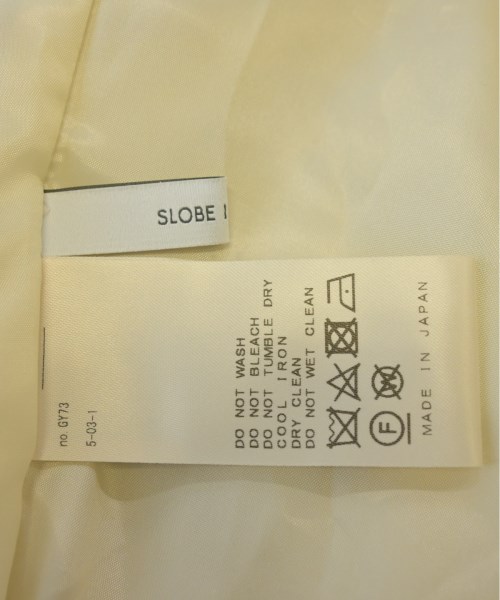 SLOBE I
DO NOT WASH
DO NOT BLEACH
DO NOT TUMBLE DRY
COOL IRON
DRY CLEAN
DO NOT WET CLEAN
F
W
MADE IN JAPAN
no. GY73
5-03-1